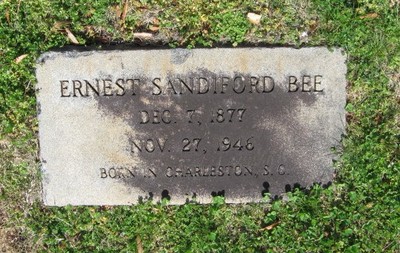 ERNEST SANDIFORD BEE
DEC. 7, 1877
NOV. 27, 1946
BORN IN CHARLESTON, S.C.